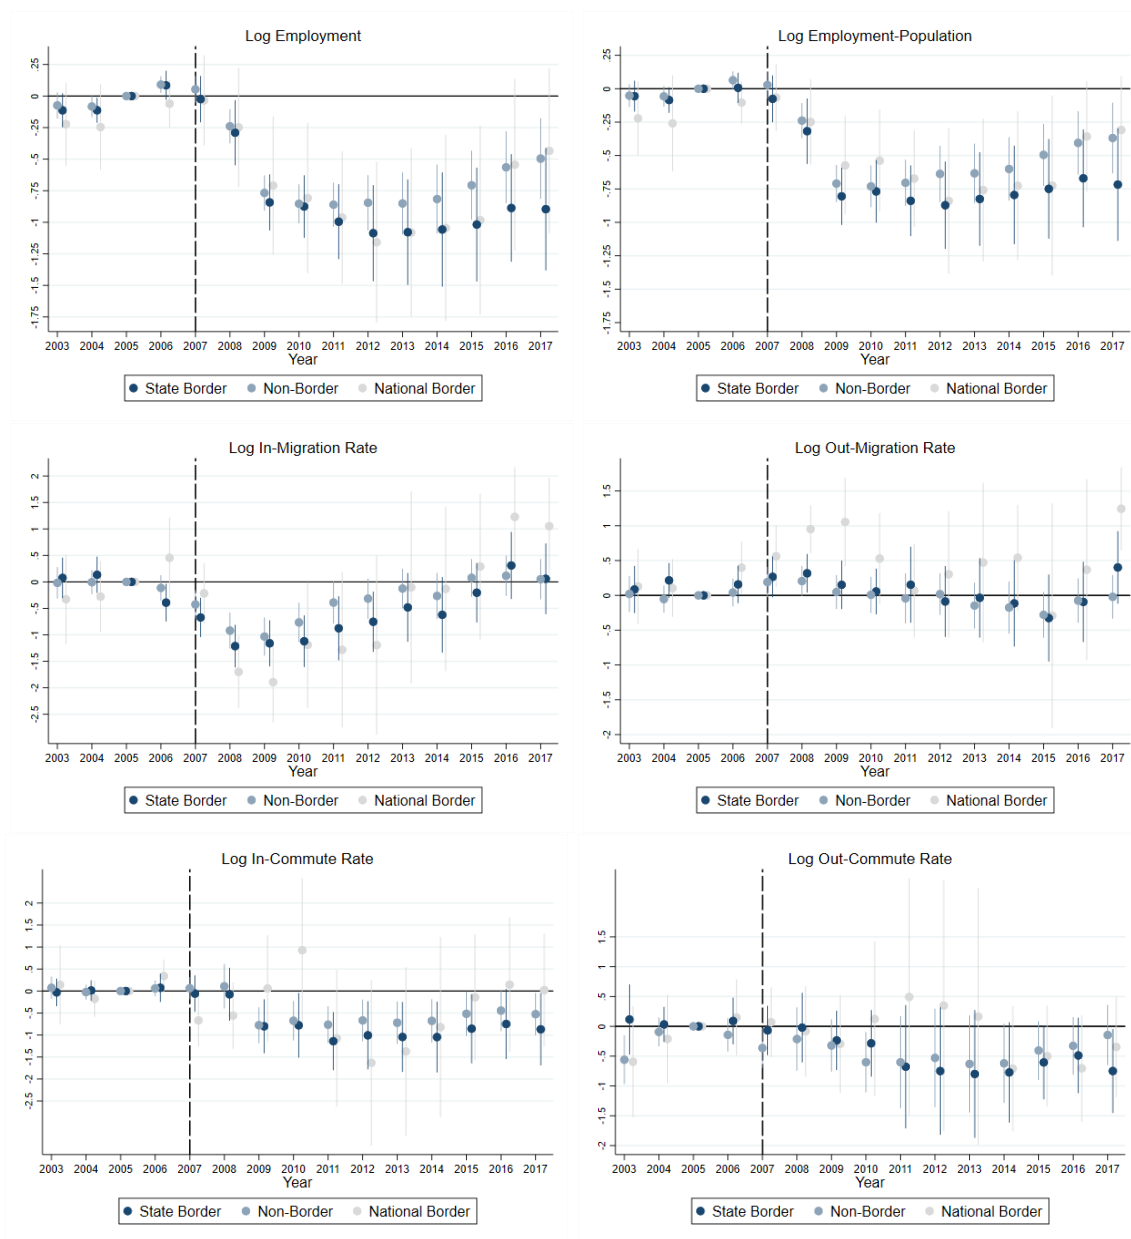 Log Employment
.25
0
-.25
-.5
-.75
-1
-1.25
-1.5
-1.75
2003 2004 2005 2006 2007 2008 2009 2010 2011 2012 2013 2014 2015 2016 2017
Year
State Border Non-Border National Border
Log Employment-Population
.25
0
-.25
-.5
-.75
-1
-1.25
-1.5
-1.75
2003 2004 2005 2006 2007 2008 2009 2010 2011 2012 2013 2014 2015 2016 2017
Year
State Border Non-Border National Border
Log In-Migration Rate
2
1.5
1
.5
0
-.5
-1
-1.5
-2
-2.5
2003 2004 2005 2006 2007 2008 2009 2010 2011 2012 2013 2014 2015 2016 2017
Year
State Border Non-Border National Border
Log Out-Migration Rate
1.5
1
.5
0
-.5
-1
-1.5
-2
2003 2004 2005 2006 2007 2008 2009 2010 2011 2012 2013 2014 2015 2016 2017
Year
State Border Non-Border National Border
Log In-Commute Rate
2
1.5
1
.5
0
-.5
-1
-1.5
-2
-2.5
2003 2004 2005 2006 2007 2008 2009 2010 2011 2012 2013 2014 2015 2016 2017
Year
State Border Non-Border National Border
Log Out-Commute Rate
1.5
1
.5
0
-.5
-1
-1.5
-2
2003 2004 2005 2006 2007 2008 2009 2010 2011 2012 2013 2014 2015 2016 2017
Year
State Border Non-Border National Border